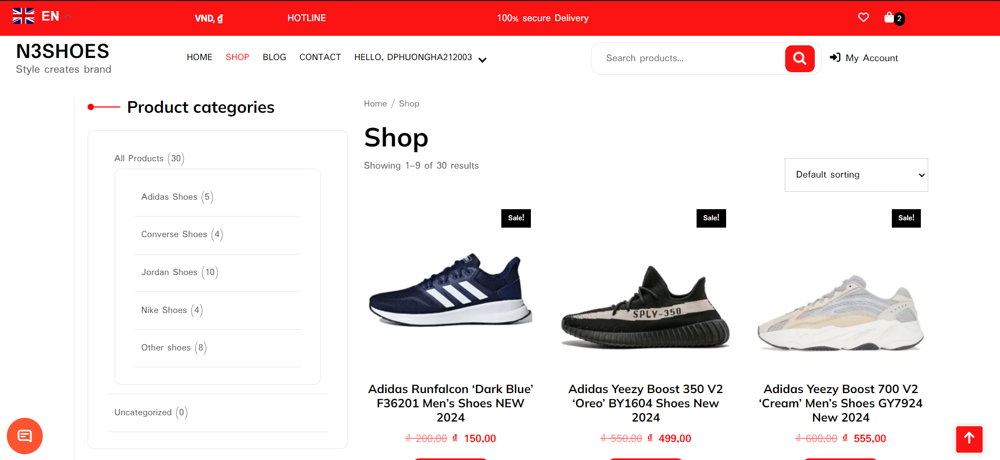 EN
VND, ₫
HOTLINE
100% secure Delivery
2
N3SHOES
Style creates brand
HOME
SHOP
BLOG
CONTACT
HELLO, DPHUONGHA212003
Search products...
My Account
Product categories
All Products (30)
Adidas Shoes (5)
Converse Shoes (4)
Jordan Shoes (10)
Nike Shoes (4)
Other shoes (8)
Uncategorized (0)
Home / Shop
Shop
Showing 1–9 of 30 results
Default sorting
Sale!
Sale!
Sale!
SPLY-350
Adidas Runfalcon ‘Dark Blue’
F36201 Men’s Shoes NEW
2024
₫ 200,00 ₫ 150,00
Adidas Yeezy Boost 350 V2
‘Oreo’ BY1604 Shoes New
2024
₫ 550,00 ₫ 499,00
Adidas Yeezy Boost 700 V2
‘Cream’ Men’s Shoes GY7924
New 2024
₫ 600,00 ₫ 555,00